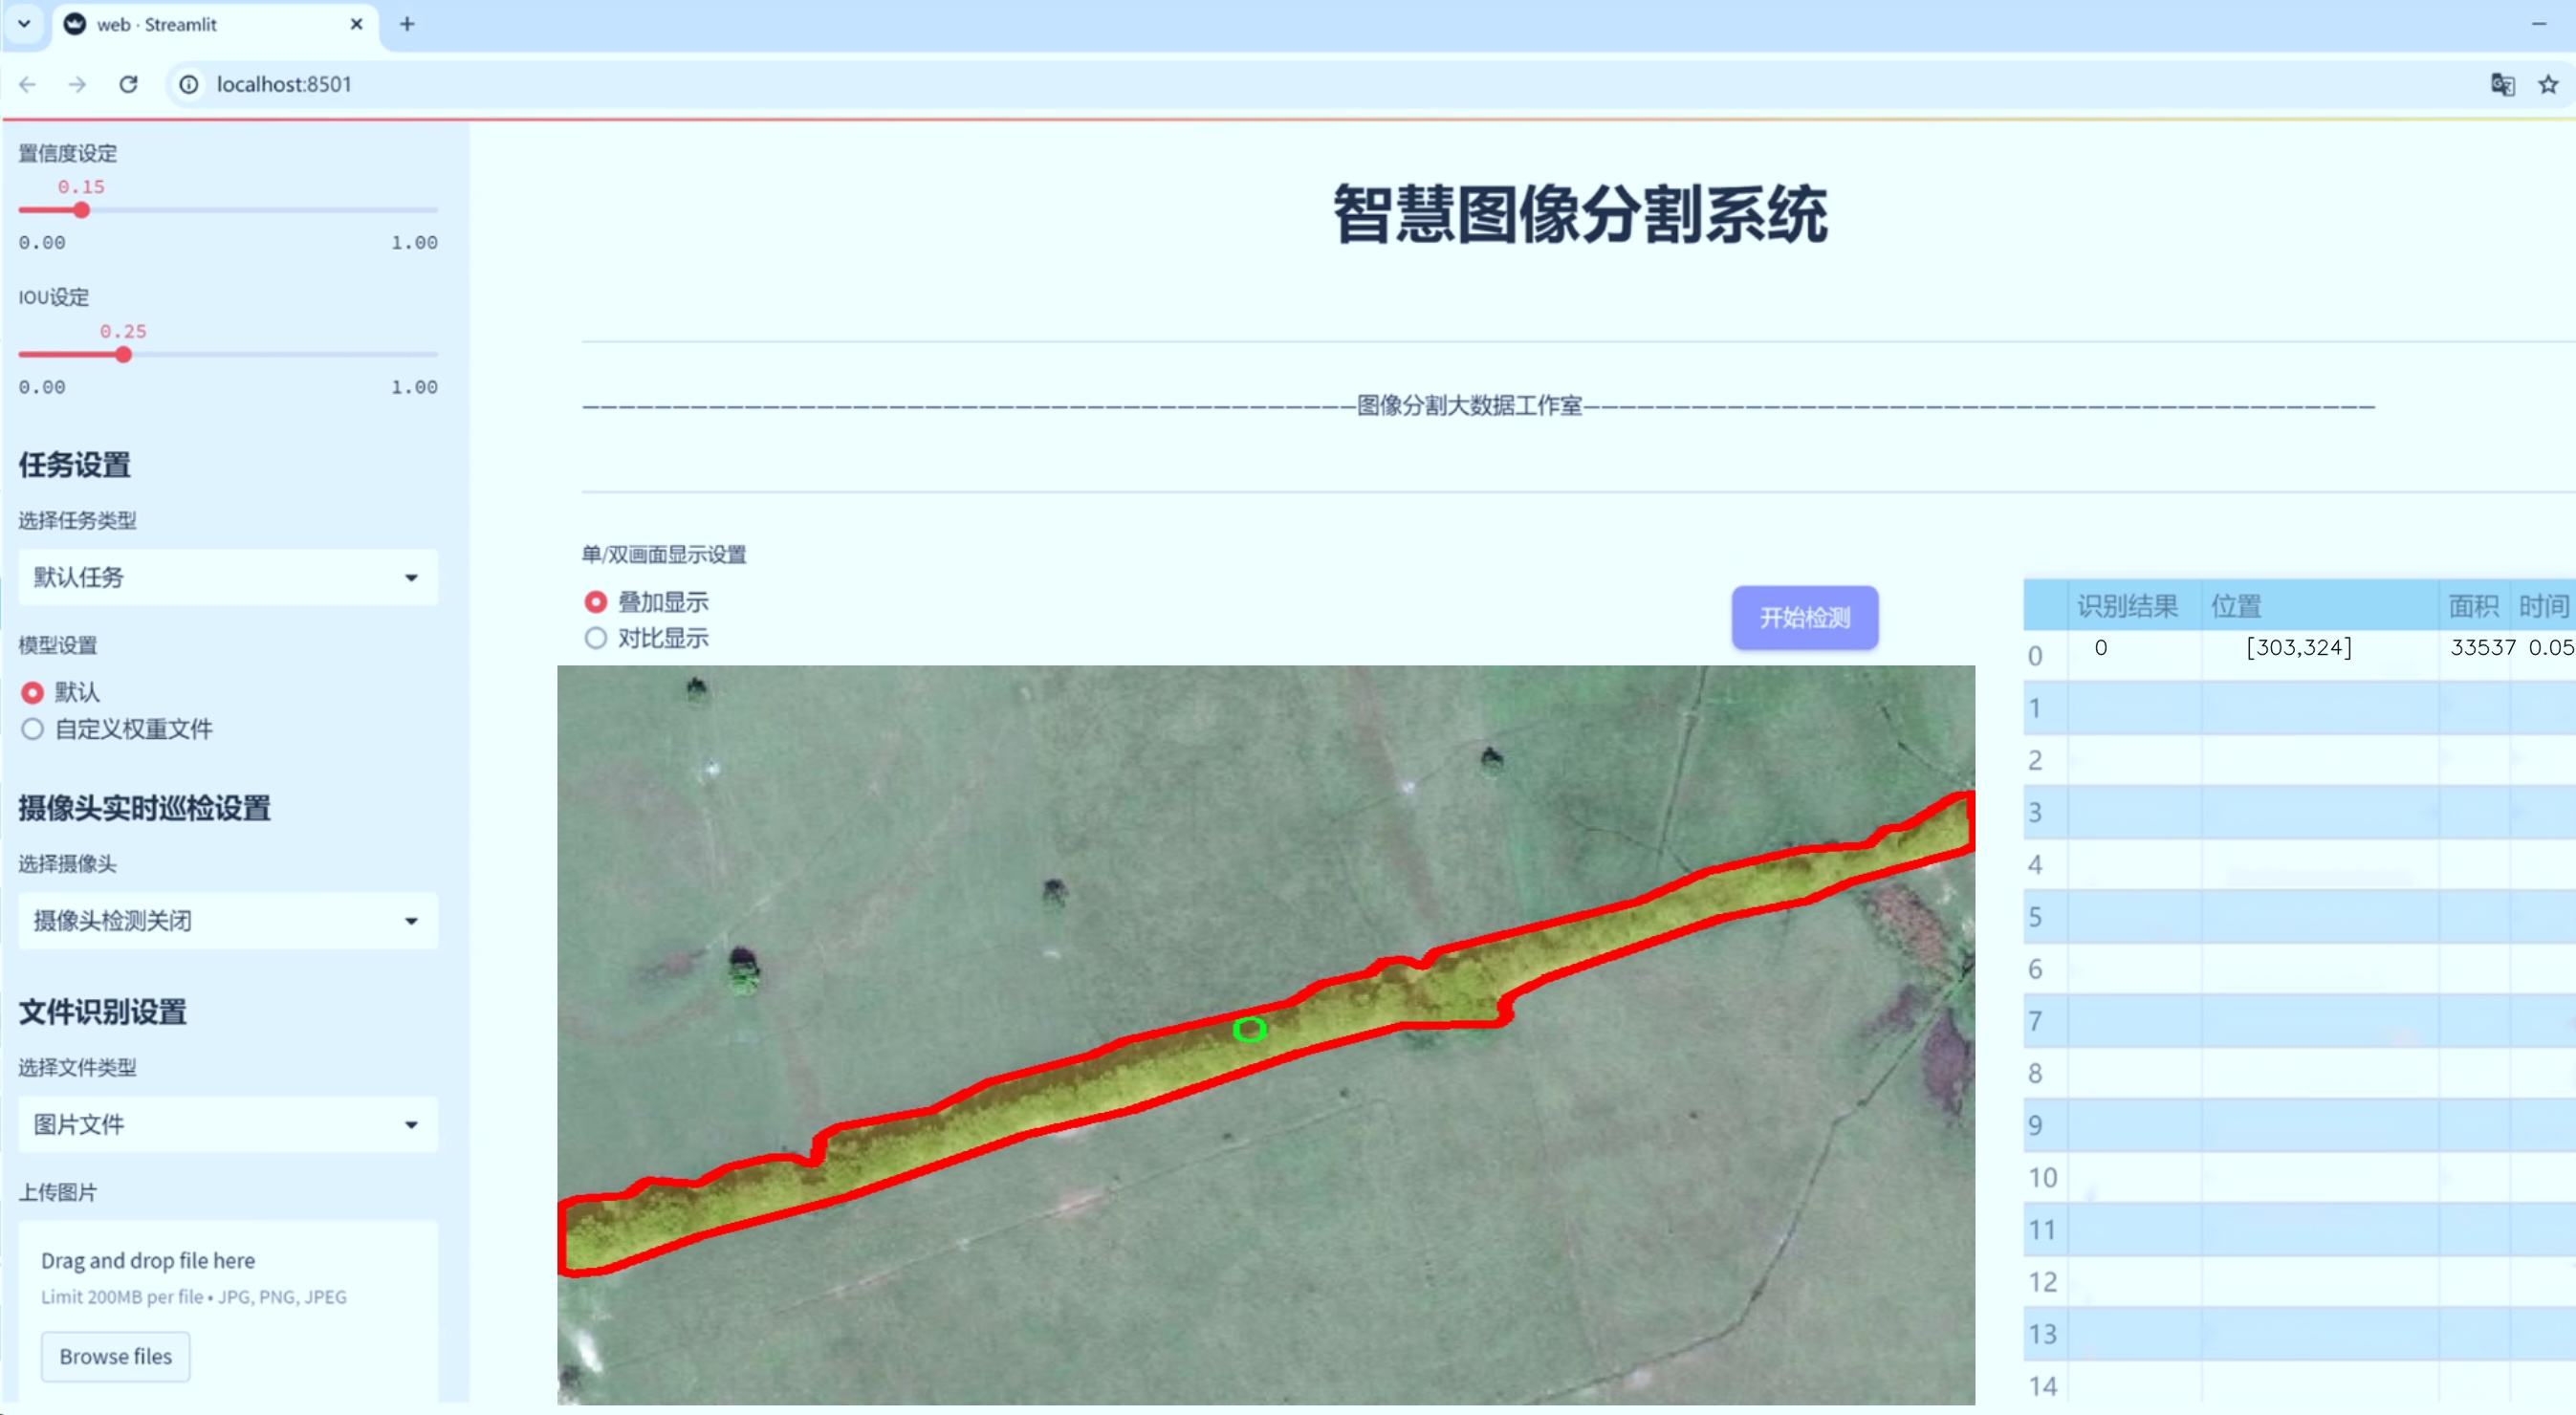 web · Streamlit
localhost:8501
置信度设定
0.15
0.00 1.00
IOU设定
0.25
0.00 1.00
任务设置
选择任务类型
默认任务
模型设置
默认
自定义权重文件
摄像头实时巡检设置
选择摄像头
摄像头检测关闭
文件识别设置
选择文件类型
图片文件
上传图片
Drag and drop file here
Limit 200MB per file • JPG, PNG, JPEG
Browse files
智慧图像分割系统
———————————————————————————————————————————图像分割大数据工作室————————————————————————————————————————————
单/双画面显示设置
叠加显示
对比显示
开始检测
识别结果 位置 面积 时间
0 0 [303,324] 33537 0.05
1
2
3
4
5
6
7
8
9
10
11
12
13
14